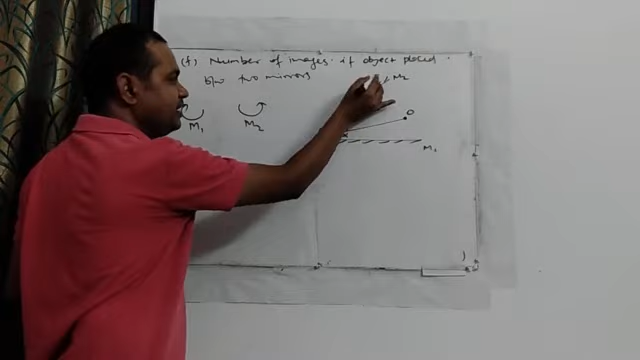 (f) Number of images if object placed
b/w two mirrors
M2
O
M1 M2
M1